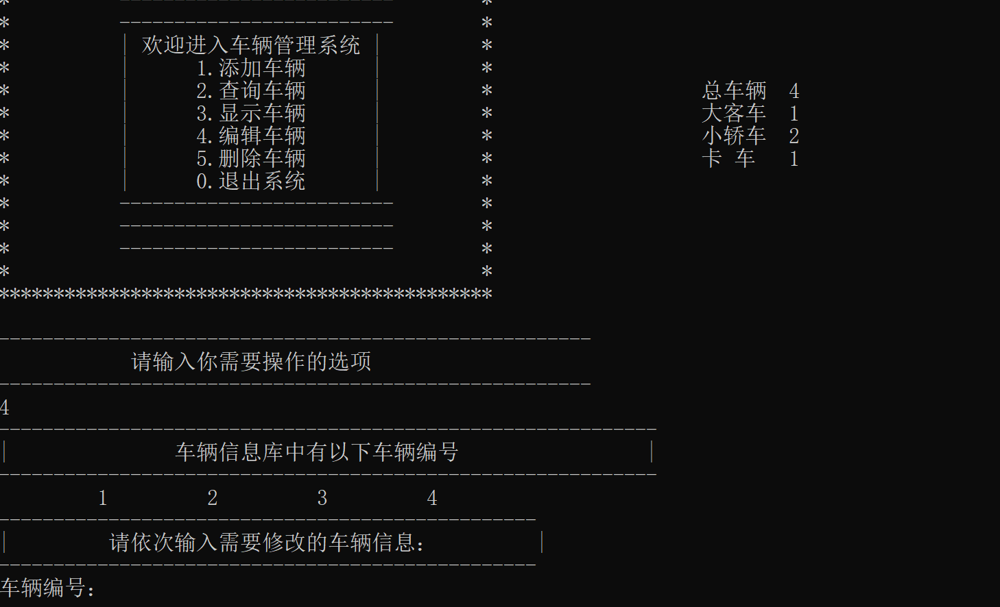 欢迎进入车辆管理系统
1.添加车辆
2.查询车辆
3.显示车辆
4.编辑车辆
5.删除车辆
0.退出系统
总车辆 4
大客车 1
小轿车 2
卡 车 1
请输入你需要操作的选项
4
车辆信息库中有以下车辆编号
1 2 3 4
请依次输入需要修改的车辆信息：
车辆编号：